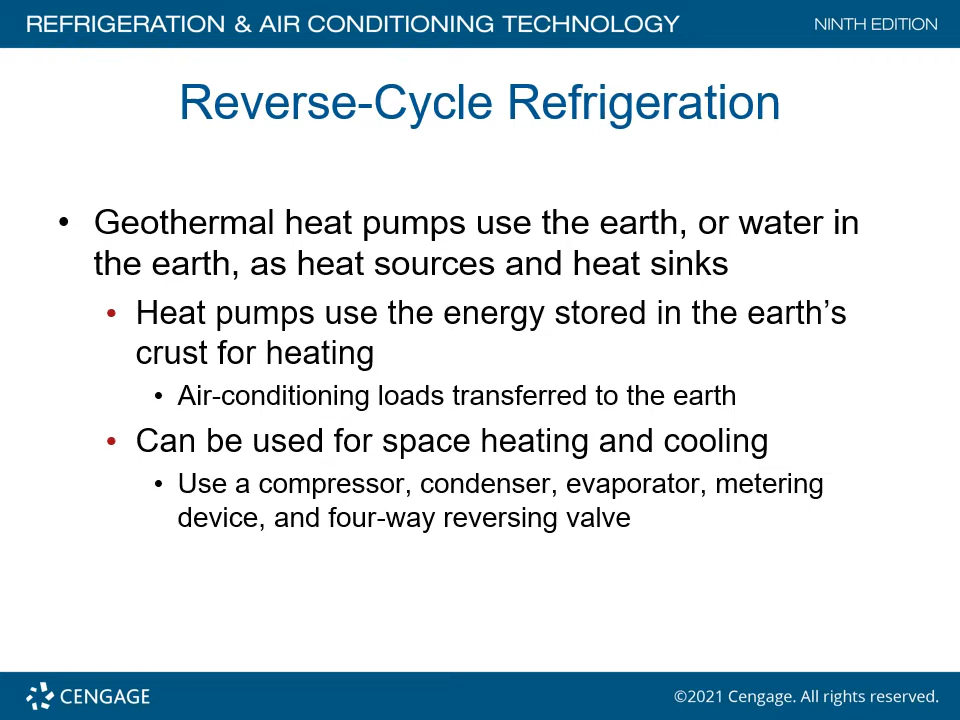 REFRIGERATION & AIR CONDITIONING TECHNOLOGY NINTH EDITION
Reverse-Cycle Refrigeration
• Geothermal heat pumps use the earth, or water in
the earth, as heat sources and heat sinks
• Heat pumps use the energy stored in the earth’s
crust for heating
• Air-conditioning loads transferred to the earth
• Can be used for space heating and cooling
• Use a compressor, condenser, evaporator, metering
device, and four-way reversing valve
CENGAGE ©2021 Cengage. All rights reserved.